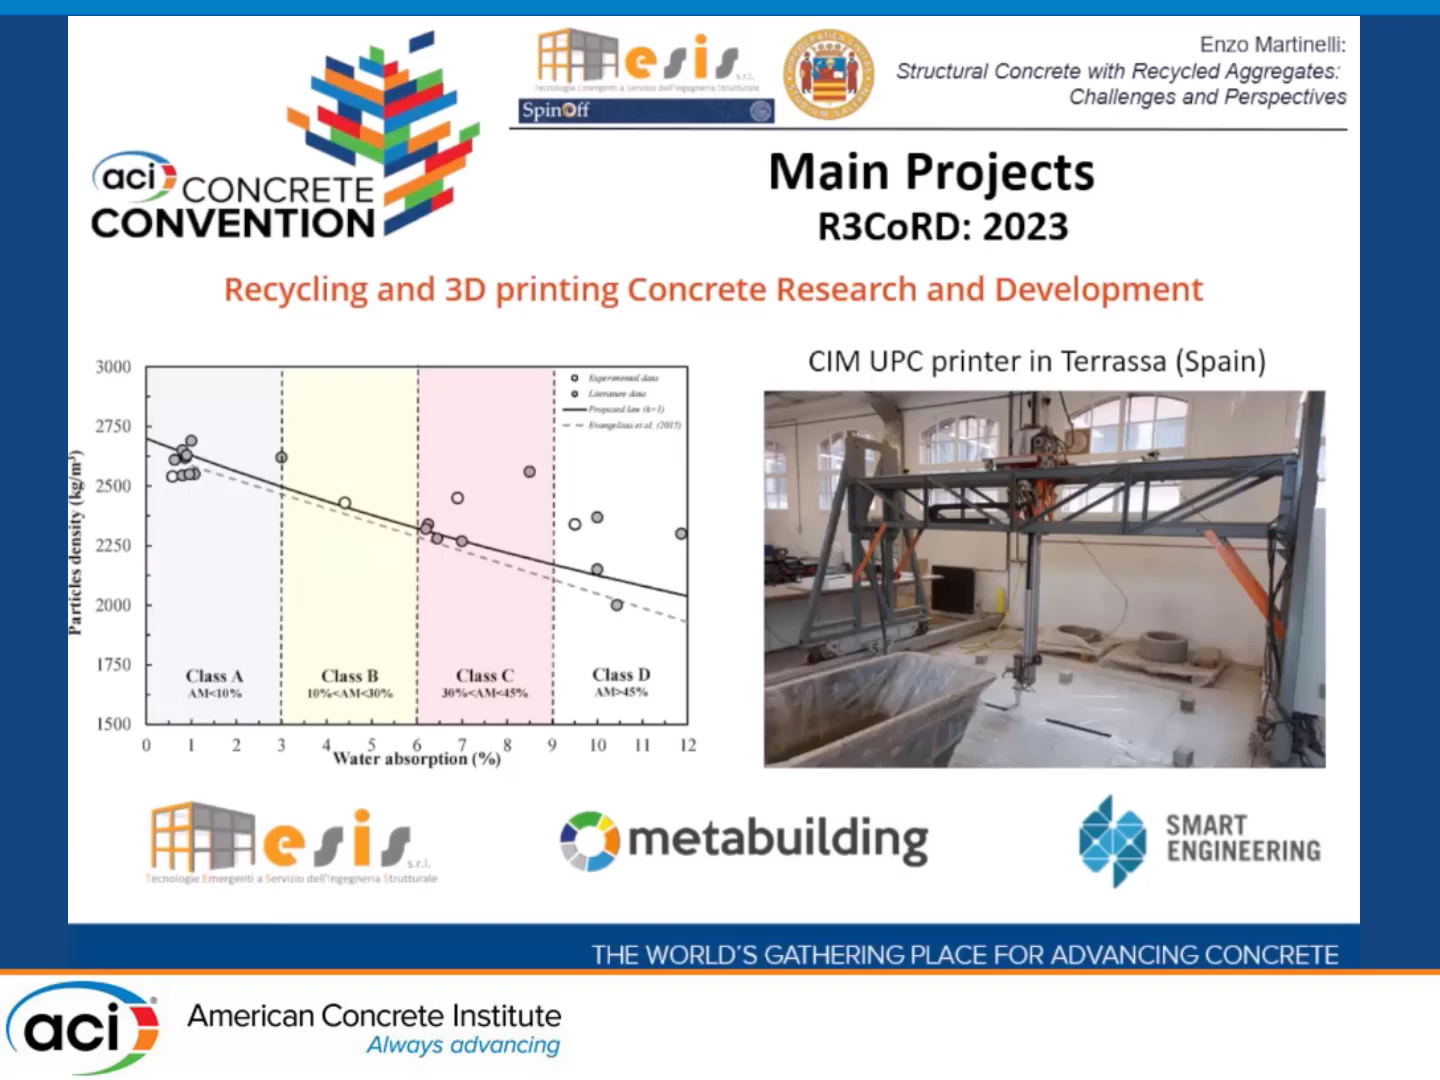 aci CONCRETE
CONVENTION
esis s.r.l.
Tecnologie Emergenti a Servizio dell'Ingegneria Strutturale
SpinOff
Enzo Martinelli:
Structural Concrete with Recycled Aggregates:
Challenges and Perspectives
Main Projects
R3CoRD: 2023
Recycling and 3D printing Concrete Research and Development
3000
2750
2500
2250
2000
1750
1500
Particles density (kg/m³)
Experimental data
Literature data
Proposed law (k=1)
Evangelista et al. (2015)
Class A
AM<10%
Class B
10%<AM<30%
Class C
30%<AM<45%
Class D
AM>45%
0 1 2 3 4 5 6 7 8 9 10 11 12
Water absorption (%)
CIM UPC printer in Terrassa (Spain)
esis s.r.l.
Tecnologie Emergenti a Servizio dell'Ingegneria Strutturale
metabuilding
SMART
ENGINEERING
THE WORLD'S GATHERING PLACE FOR ADVANCING CONCRETE
aci®
American Concrete Institute
Always advancing